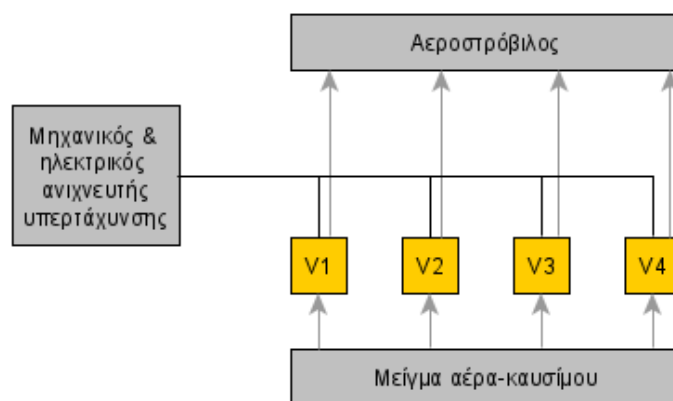 Αεροστρόβιλος
Μηχανικός &
ηλεκτρικός
ανιχνευτής
υπερτάχυνσης
V1 V2 V3 V4
Μείγμα αέρα-καυσίμου